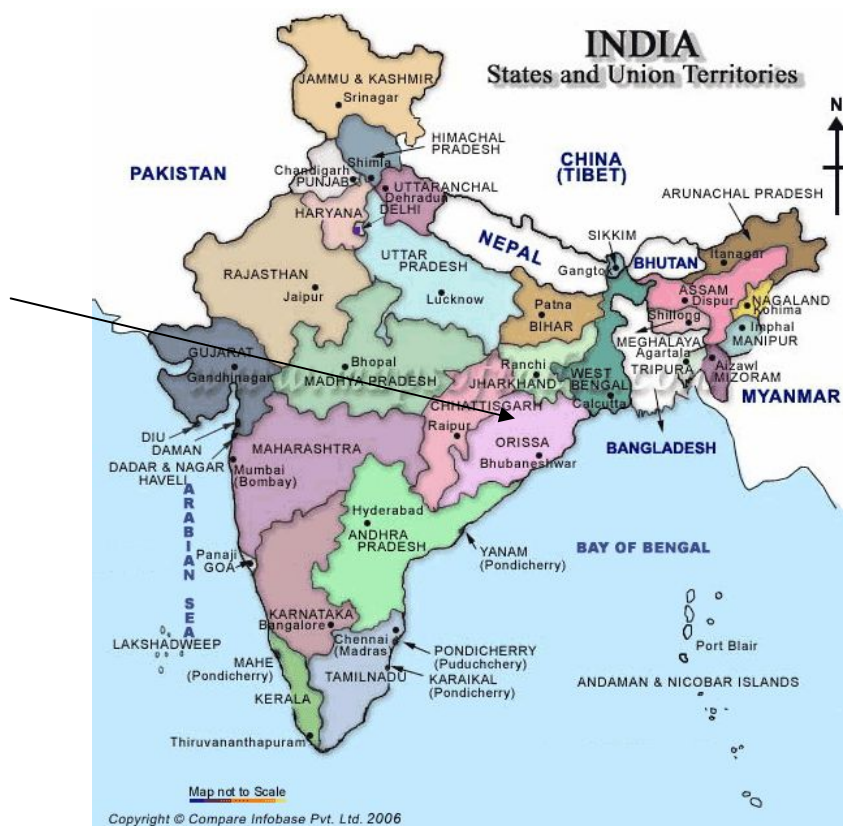 INDIA
States and Union Territories
JAMMU & KASHMIR
Srinagar
N
HIMACHAL
PRADESH
PAKISTAN
Chandigarh
Shimla
PUNJAB
CHINA
(TIBET)
UTTARANCHAL
Dehradun
ARUNACHAL PRADESH
HARYANA
DELHI
NEPAL
SIKKIM
Gangto
BHUTAN
Itanagar
RAJASTHAN
Jaipur
UTTAR
PRADESH
Lucknow
ASSAM
Dispur
NAGALAND
Kohima
Patna
BIHAR
Shillong
MEGHALAYA
Imphal
MANIPUR
GUJARAT
Gandhinagar
Bhopal
MADHYA PRADESH
Ranchi
JHARKHAND
WEST
BENGAL
Calcutta
Agartala
TRIPURA
Aizawl
MIZORAM
MYANMAR
CHHATTISGARH
Raipur
DIU
DAMAN
DADAR & NAGAR
HAVELI
MAHARASHTRA
Mumbai
(Bombay)
ORISSA
Bhubaneshwar
BANGLADESH
ARABIAN SEA
Hyderabad
ANDHRA
PRADESH
YANAM
(Pondicherry)
BAY OF BENGAL
Panaji
GOA
KARNATAKA
Bangalore
Chennai
(Madras)
LAKSHADWEEP
MAHE
(Pondicherry)
PONDICHERRY
(Puduchchery)
KARAIKAL
(Pondicherry)
Port Blair
ANDAMAN & NICOBAR ISLANDS
KERALA
TAMILNADU
Thiruvananthapuram
Map not to Scale
Copyright © Compare Infobase Pvt. Ltd. 2006